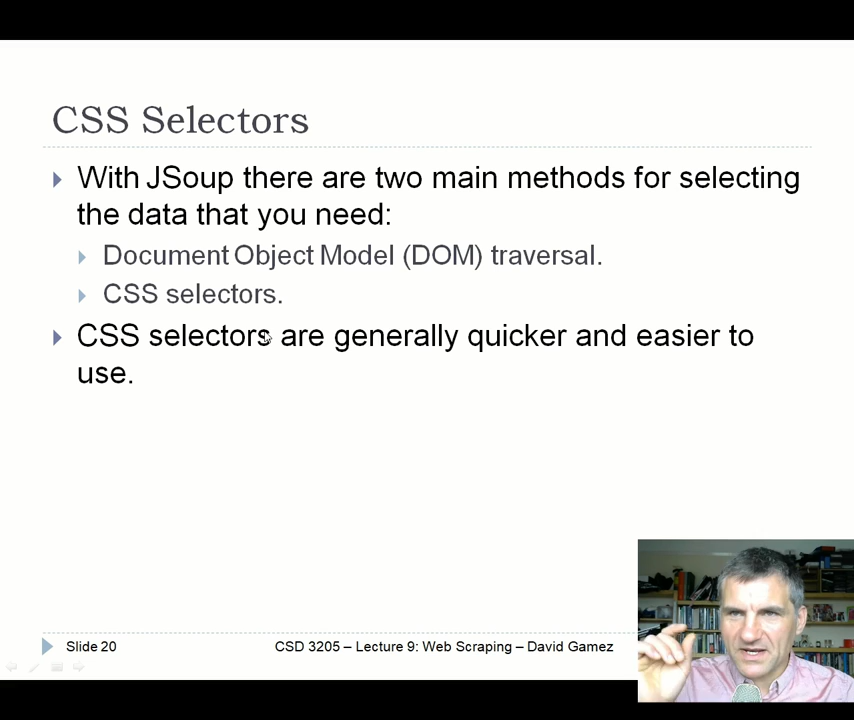 CSS Selectors
With JSoup there are two main methods for selecting
the data that you need:
Document Object Model (DOM) traversal.
CSS selectors.
CSS selectors are generally quicker and easier to
use.
Slide 20
CSD 3205 – Lecture 9: Web Scraping – David Gamez